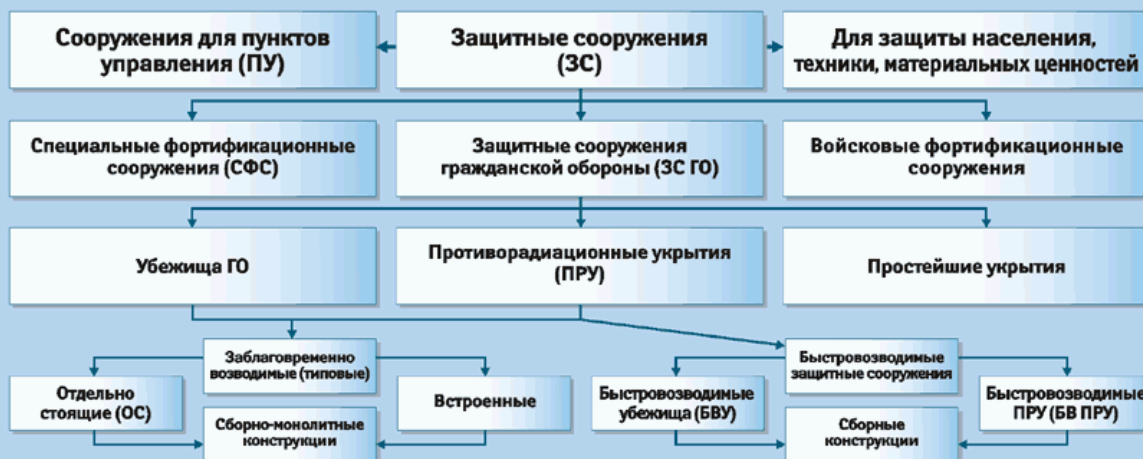 Сооружения для пунктов
управления (ПУ)
Защитные сооружения
(ЗС)
Для защиты населения,
техники, материальных ценностей
Специальные фортификационные
сооружения (СФС)
Защитные сооружения
гражданской обороны (ЗС ГО)
Войсковые фортификационные
сооружения
Убежища ГО
Противорадиационные укрытия
(ПРУ)
Простейшие укрытия
Заблаговременно
возводимые (типовые)
Быстровозводимые
защитные сооружения
Отдельно
стоящие (ОС)
Встроенные
Быстровозводимые
убежища (БВУ)
Быстровозводимые
ПРУ (БВ ПРУ)
Сборно-монолитные
конструкции
Сборные
конструкции